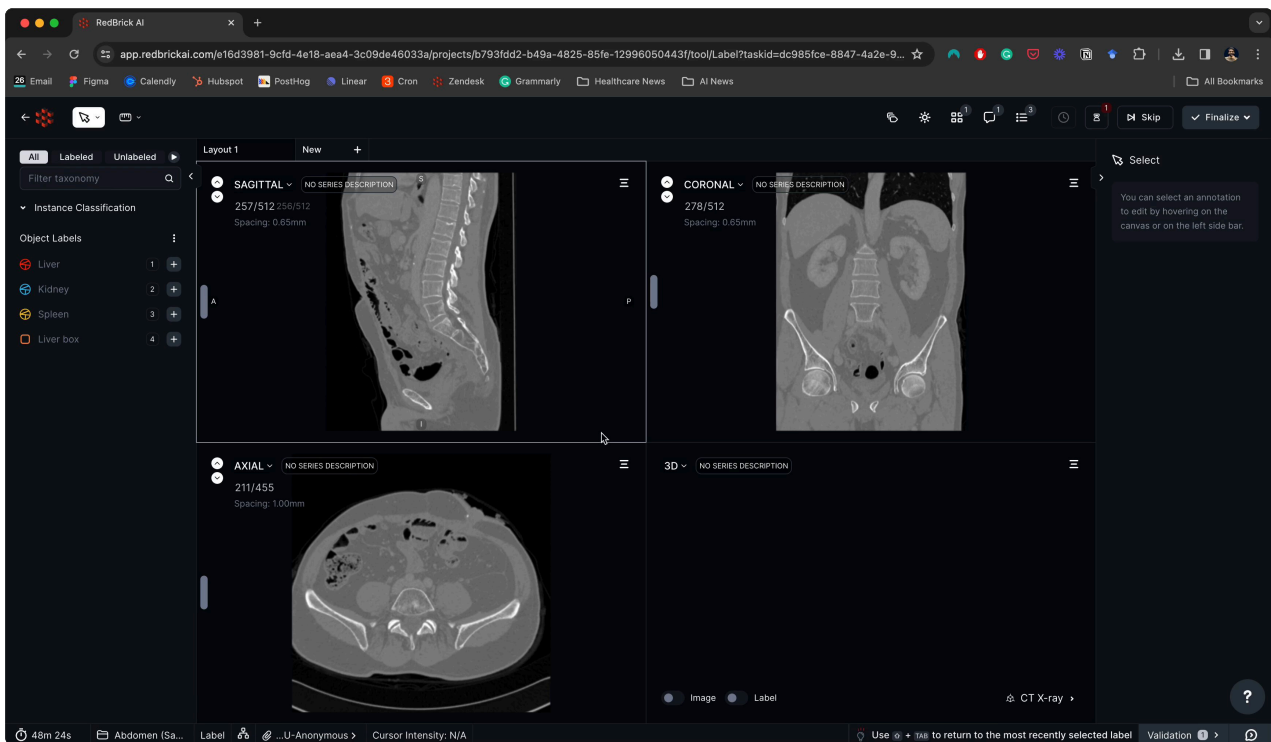 RedBrick AI
app.redbrickai.com/e16d3981-9cfd-4e18-aea4-3c09de46033a/projects/b793fdd2-b49a-4825-85fe-12996050443f/tool/Label?taskid=dc985fce-8847-4a2e-9...
26 Email Figma Calendly Hubspot PostHog Linear 3 Cron Zendesk Grammarly Healthcare News AI News All Bookmarks
1 1 3 1 Skip Finalize
All Labeled Unlabeled
Filter taxonomy
Instance Classification
Object Labels
Liver 1 +
Kidney 2 +
Spleen 3 +
Liver box 4 +
Layout 1 New +
SAGITTAL NO SERIES DESCRIPTION
257/512 256/512
Spacing: 0.65mm
S
A
P
I
CORONAL NO SERIES DESCRIPTION
278/512
Spacing: 0.65mm
AXIAL NO SERIES DESCRIPTION
211/455
Spacing: 1.00mm
3D NO SERIES DESCRIPTION
Image Label CT X-ray
Select
You can select an annotation
to edit by hovering on the
canvas or on the left side bar.
?
48m 24s Abdomen (Sa... Label ...U-Anonymous Cursor Intensity: N/A Use + TAB to return to the most recently selected label Validation 1